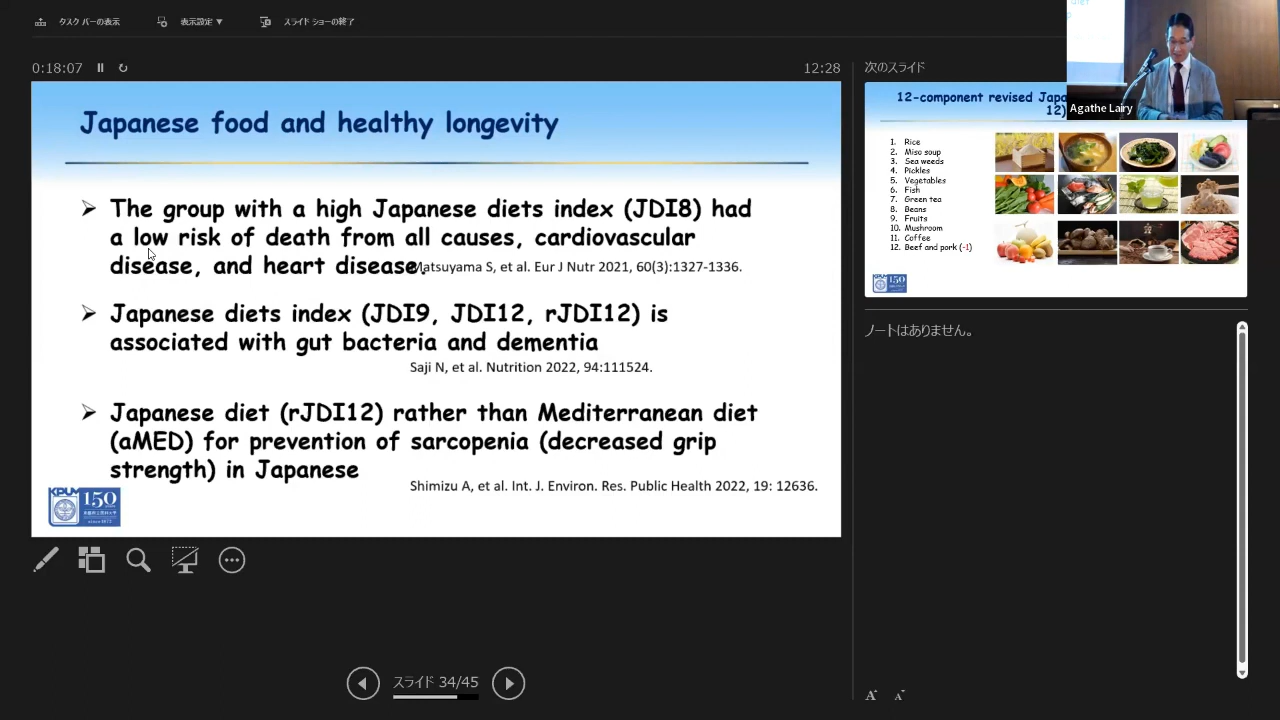 タスク バーの表示
表示設定 ▼
スライド ショーの終了
0:18:07
12:28
次のスライド
Agathe Lairy
Japanese food and healthy longevity
The group with a high Japanese diets index (JDI8) had
a low risk of death from all causes, cardiovascular
disease, and heart disease.
Matsuyama S, et al. Eur J Nutr 2021, 60(3):1327-1336.
Japanese diets index (JDI9, JDI12, rJDI12) is
associated with gut bacteria and dementia
Saji N, et al. Nutrition 2022, 94:111524.
Japanese diet (rJDI12) rather than Mediterranean diet
(aMED) for prevention of sarcopenia (decreased grip
strength) in Japanese
Shimizu A, et al. Int. J. Environ. Res. Public Health 2022, 19: 12636.
KPUM
150
since 1872
12-component revised Japa
12)
1. Rice
2. Miso soup
3. Sea weeds
4. Pickles
5. Vegetables
6. Fish
7. Green tea
8. Beans
9. Fruits
10. Mushroom
11. Coffee
12. Beef and pork (-1)
150
ノートはありません。
スライド 34/45
A
A